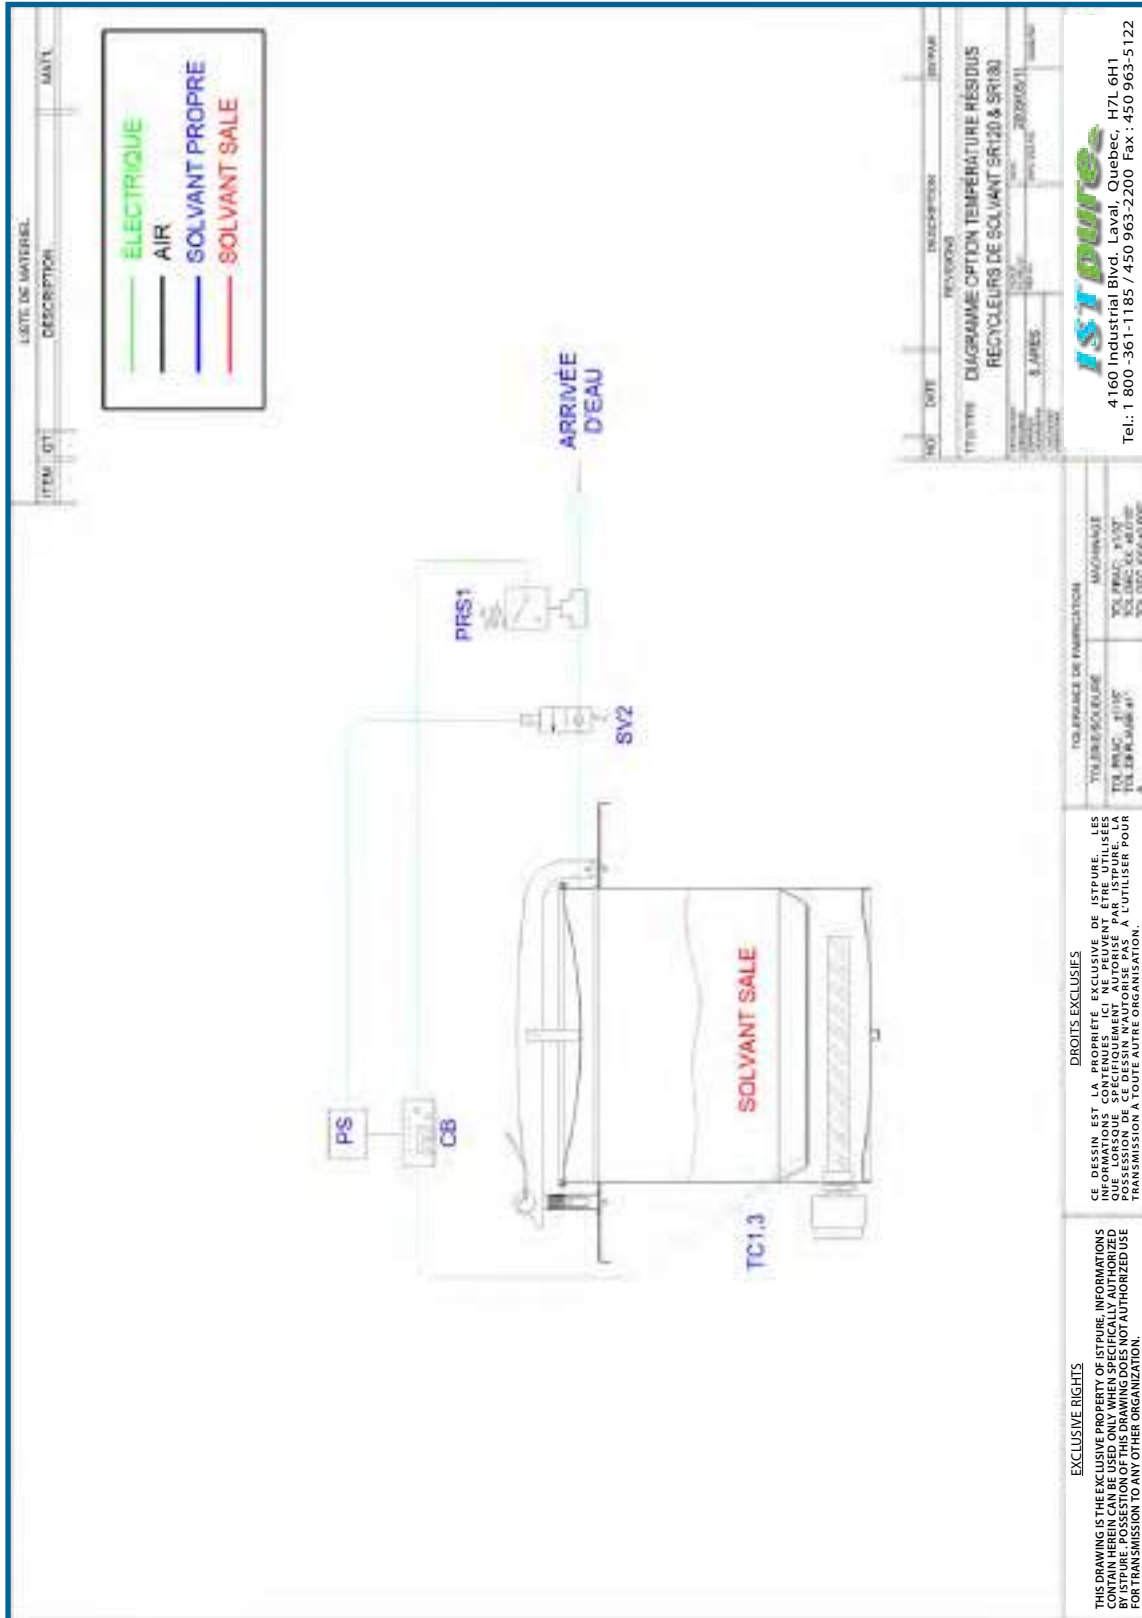 LISTE DE MATERIEL
ITEM QT DESCRIPTION MAT'L
ÉLECTRIQUE
AIR
SOLVANT PROPRE
SOLVANT SALE
PS
CB
PRS1
SV2
ARRIVÉE
D'EAU
SOLVANT SALE
TC1.3
NO DATE DESCRIPTION
REVISIONS
DIAGRAMME OPTION TEMPÉRATURE RÉSIDUS
RECYCLEURS DE SOLVANT SR120 & SR180
ISTpure
4160 Industrial Blvd. Laval, Quebec, H7L 6H1
Tel.: 1 800 -361-1185 / 450 963-2200 Fax : 450 963-5122
TOLERANCE DE FABRICATION
TOLERIE/SOUDURE MACHINAGE
DROITS EXCLUSIFS
CE DESSIN EST LA PROPRIÉTÉ EXCLUSIVE DE ISTPURE. LES
INFORMATIONS CONTENUES ICI NE PEUVENT ÊTRE UTILISÉES
QUE LORSQUE SPÉCIFIQUEMENT AUTORISÉ PAR ISTPURE. LA
POSSESSION DE CE DESSIN N'AUTORISE PAS À L'UTILISER POUR
TRANSMISSION À TOUTE AUTRE ORGANISATION.
EXCLUSIVE RIGHTS
THIS DRAWING IS THE EXCLUSIVE PROPERTY OF ISTPURE, INFORMATIONS
CONTAIN HEREIN CAN BE USED ONLY WHEN SPECIFICALLY AUTHORIZED
BY ISTPURE. POSSESTION OF THIS DRAWING DOES NOT AUTHORIZED USE
FOR TRANSMISSION TO ANY OTHER ORGANIZATION.